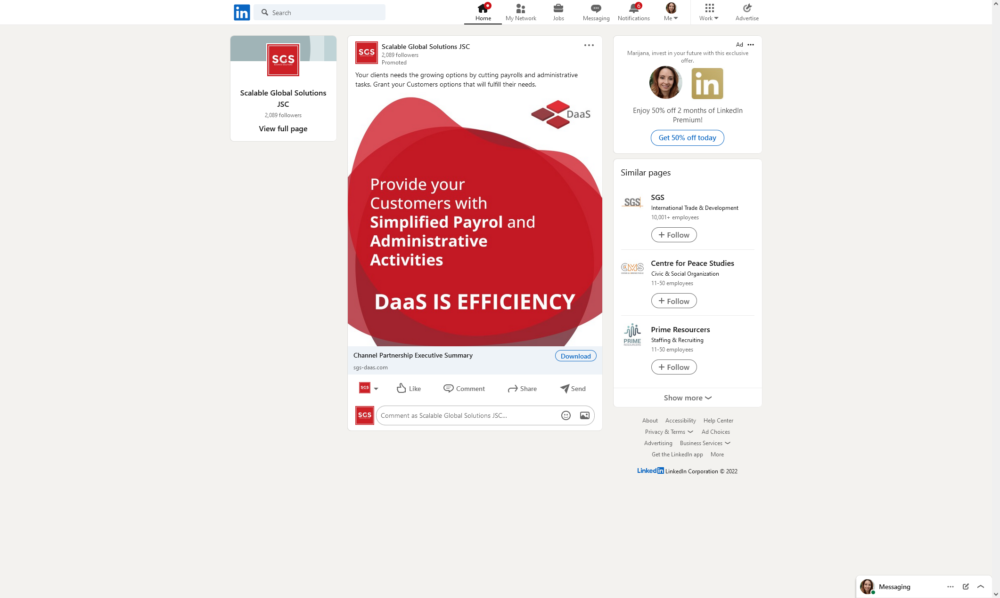 in
Search
Home
My Network
Jobs
Messaging
6
Notifications
Me
Work
Advertise
SGS
BUSINESS SOLUTIONS
Scalable Global Solutions
JSC
2,089 followers
View full page
SGS
Scalable Global Solutions JSC
2,089 followers
Promoted
Your clients needs the growing options by cutting payrolls and administrative
tasks. Grant your Customers options that will fulfill their needs.
DaaS
Provide your
Customers with
Simplified Payrol and
Administrative
Activities
DaaS IS EFFICIENCY
Channel Partnership Executive Summary
Download
sgs-daas.com
SGS
Like
Comment
Share
Send
SGS
Comment as Scalable Global Solutions JSC...
Ad
Marijana, invest in your future with this exclusive
offer.
in
Enjoy 50% off 2 months of LinkedIn
Premium!
Get 50% off today
Similar pages
SGS
SGS
International Trade & Development
10,001+ employees
+ Follow
CMS
Centre for Peace Studies
Civic & Social Organization
11-50 employees
+ Follow
PRIME
RESOURCERS
Prime Resourcers
Staffing & Recruiting
11-50 employees
+ Follow
Show more
About Accessibility Help Center
Privacy & Terms Ad Choices
Advertising Business Services
Get the LinkedIn app More
Linkedin LinkedIn Corporation © 2022
Messaging